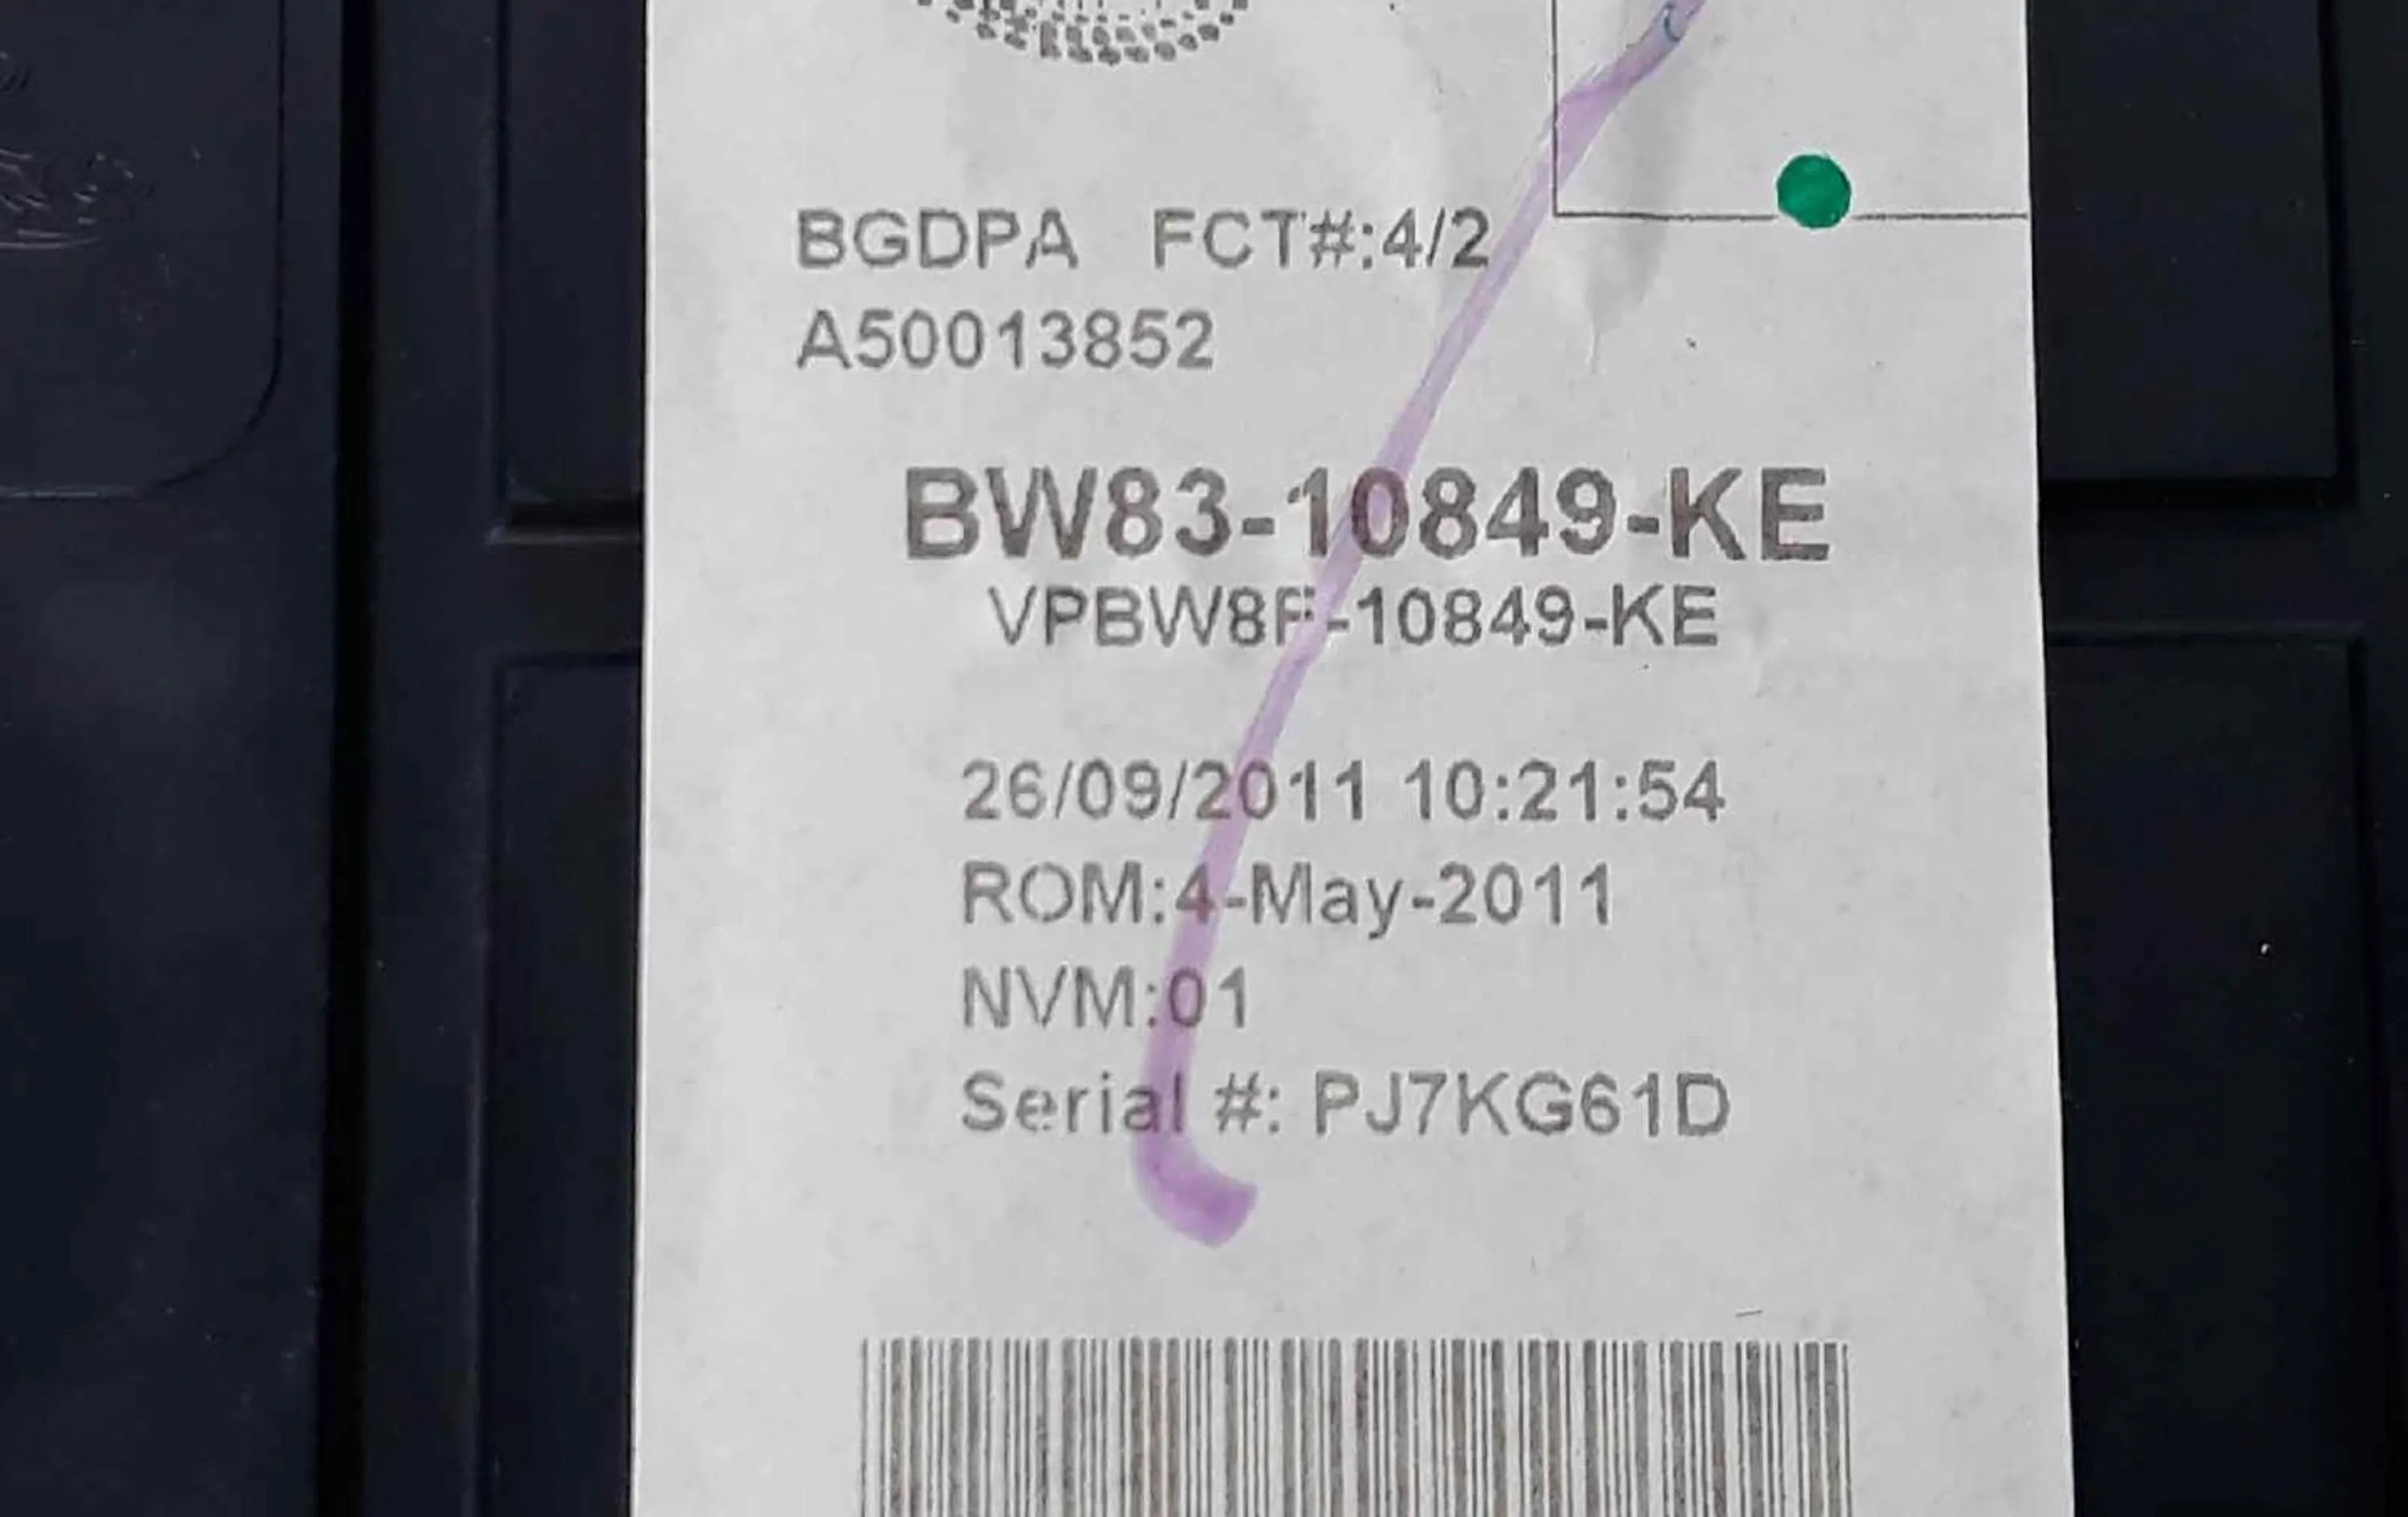 BGDPA FCT#:4/2
A50013852
BW83-10849-KE
VPBW8F-10849-KE
26/09/2011 10:21:54
ROM:4-May-2011
NVM:01
Serial #: PJ7KG61D